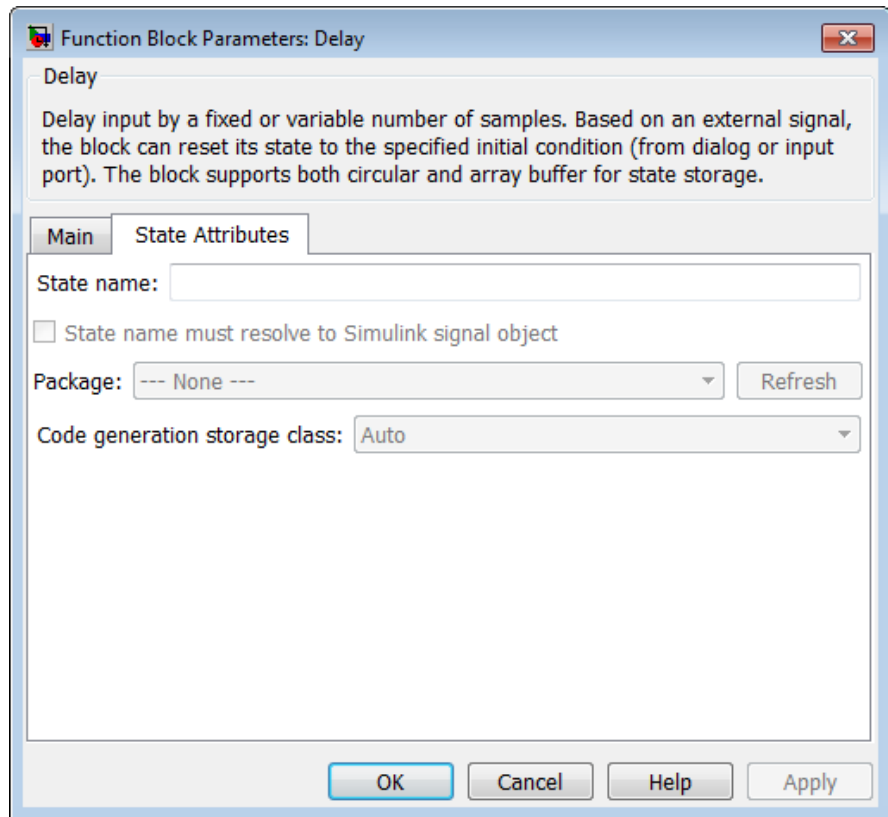 Function Block Parameters: Delay
Delay
Delay input by a fixed or variable number of samples. Based on an external signal,
the block can reset its state to the specified initial condition (from dialog or input
port). The block supports both circular and array buffer for state storage.
Main State Attributes
State name:
State name must resolve to Simulink signal object
Package: --- None --- Refresh
Code generation storage class: Auto
OK Cancel Help Apply